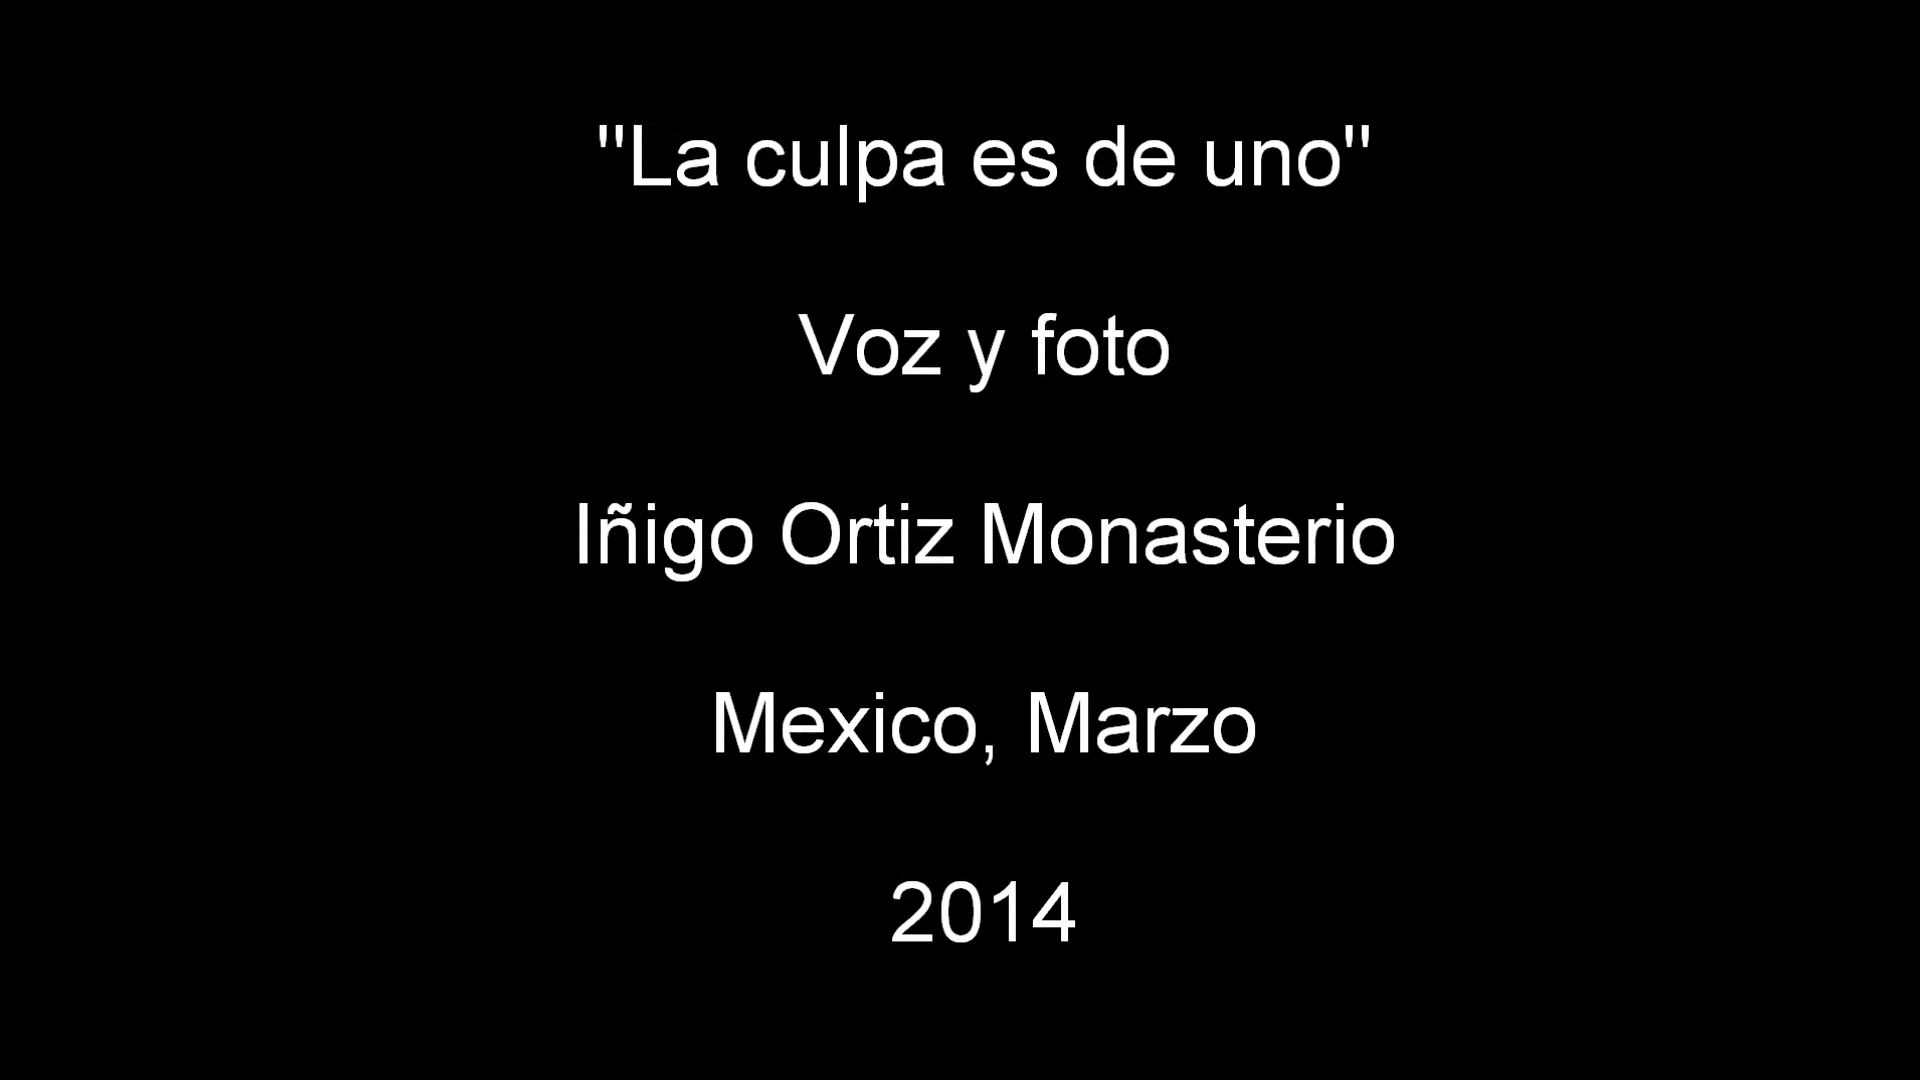 "La culpa es de uno"
Voz y foto
Iñigo Ortiz Monasterio
Mexico, Marzo
2014